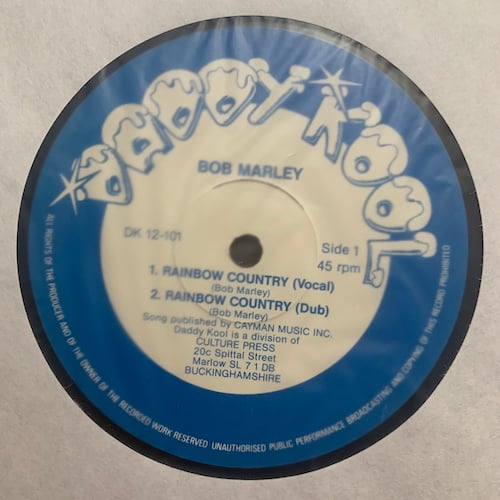 DADDY KOOL
BOB MARLEY
DK 12-101
Side 1
45 rpm
1. RAINBOW COUNTRY (Vocal)
(Bob Marley)
2. RAINBOW COUNTRY (Dub)
(Bob Marley)
Song published by CAYMAN MUSIC INC.
Daddy Kool is a division of
CULTURE PRESS
20c Spittal Street
Marlow SL 7 1 DB
BUCKINGHAMSHIRE
ALL RIGHTS OF THE PRODUCER AND OF THE OWNER OF THE RECORDED WORK RESERVED UNAUTHORISED PUBLIC PERFORMANCE BROADCASTING AND COPYING OF THIS RECORD PROHIBITED